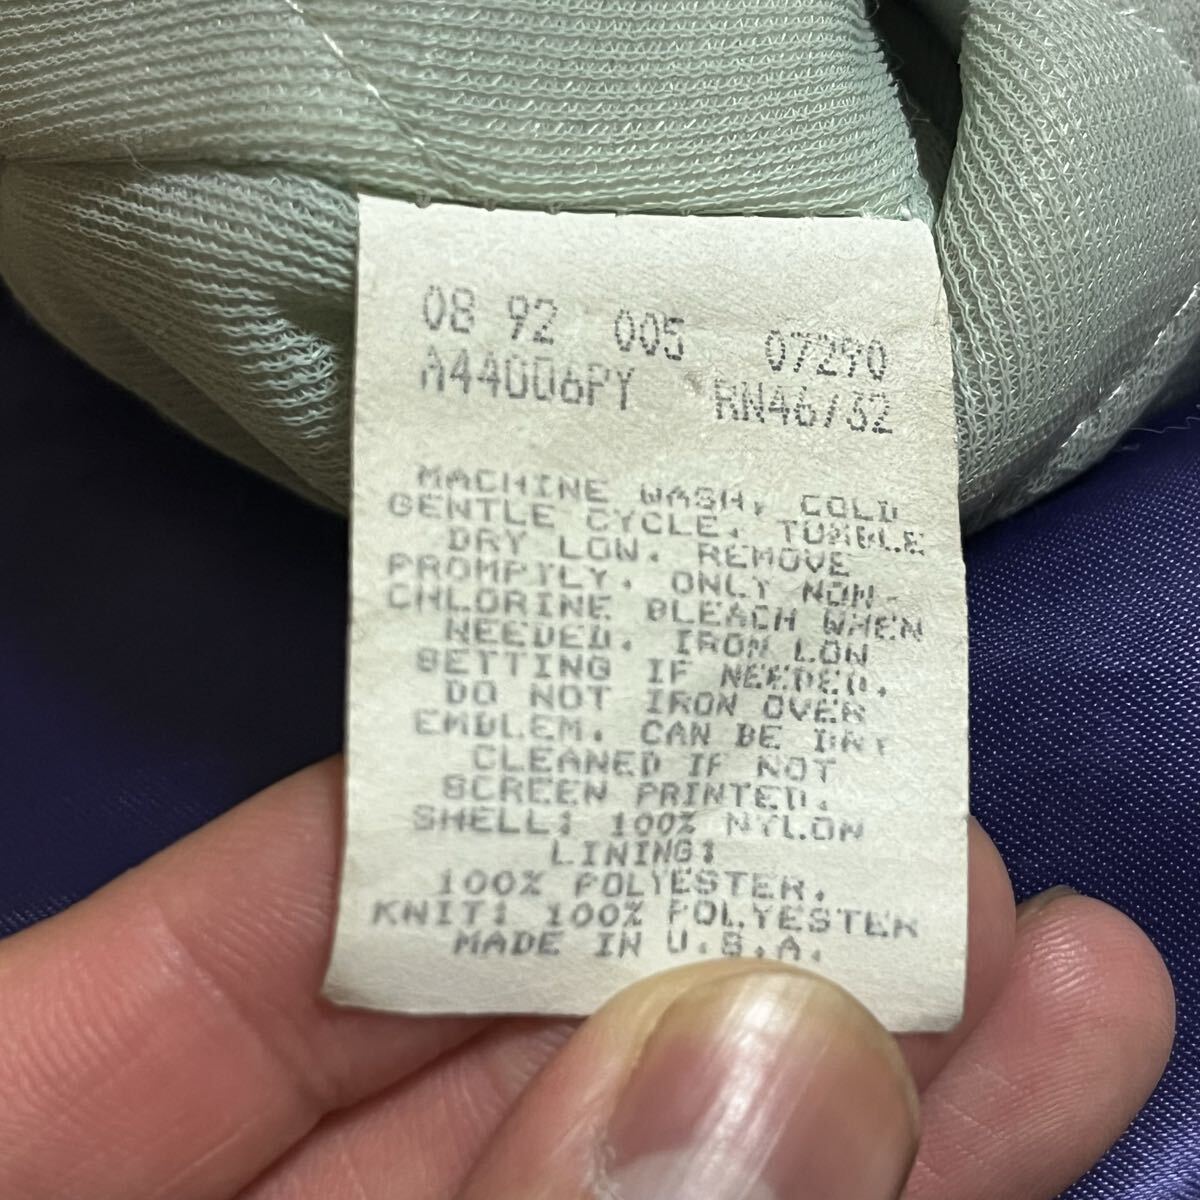 08 92 005 07290
A44006PY RN46732
MACHINE WASH, COLD
GENTLE CYCLE. TUMBLE
DRY LOW. REMOVE
PROMPTLY. ONLY NON-
CHLORINE BLEACH WHEN
NEEDED. IRON LOW
SETTING IF NEEDED.
DO NOT IRON OVER
EMBLEM. CAN BE DRY
CLEANED IF NOT
SCREEN PRINTED.
SHELL: 100% NYLON
LINING:
100% POLYESTER.
KNIT: 100% POLYESTER
MADE IN U.S.A.